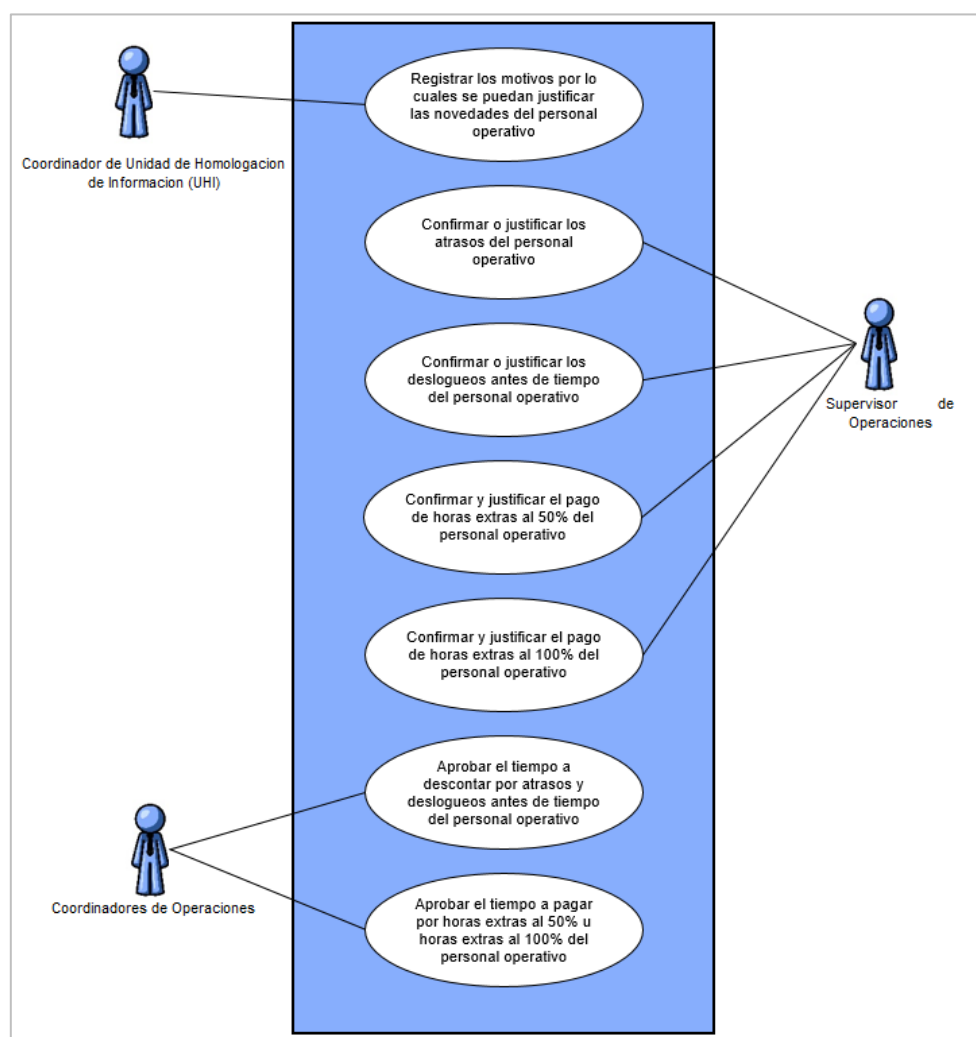 Registrar los motivos por lo
cuales se puedan justificar
las novedades del personal
operativo
Coordinador de Unidad de Homologacion
de Informacion (UHI)
Confirmar o justificar los
atrasos del personal
operativo
Confirmar o justificar los
deslogueos antes de tiempo
del personal operativo
Supervisor de
Operaciones
Confirmar y justificar el pago
de horas extras al 50% del
personal operativo
Confirmar y justificar el pago
de horas extras al 100% del
personal operativo
Aprobar el tiempo a
descontar por atrasos y
deslogueos antes de tiempo
del personal operativo
Coordinadores de Operaciones
Aprobar el tiempo a pagar
por horas extras al 50% u
horas extras al 100% del
personal operativo